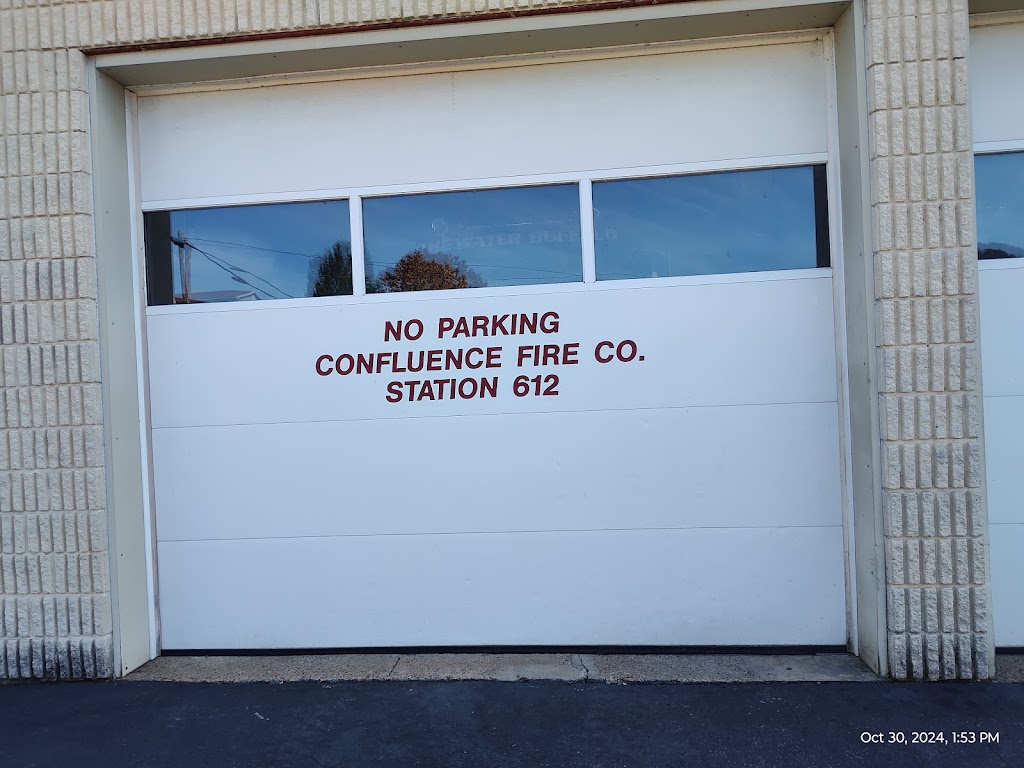 NO PARKING
CONFLUENCE FIRE CO.
STATION 612
Oct 30, 2024, 1:53 PM